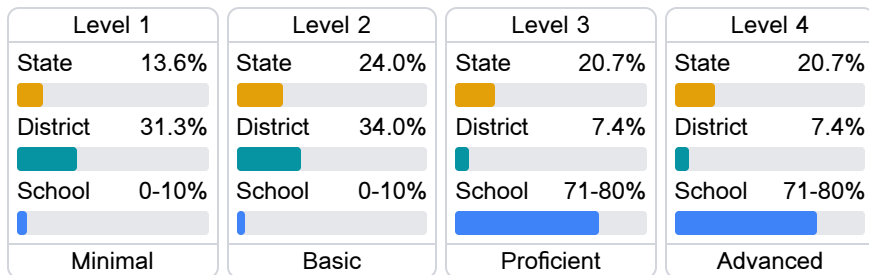 Level 1
State 13.6%
District 31.3%
School 0-10%
Minimal
Level 2
State 24.0%
District 34.0%
School 0-10%
Basic
Level 3
State 20.7%
District 7.4%
School 71-80%
Proficient
Level 4
State 20.7%
District 7.4%
School 71-80%
Advanced